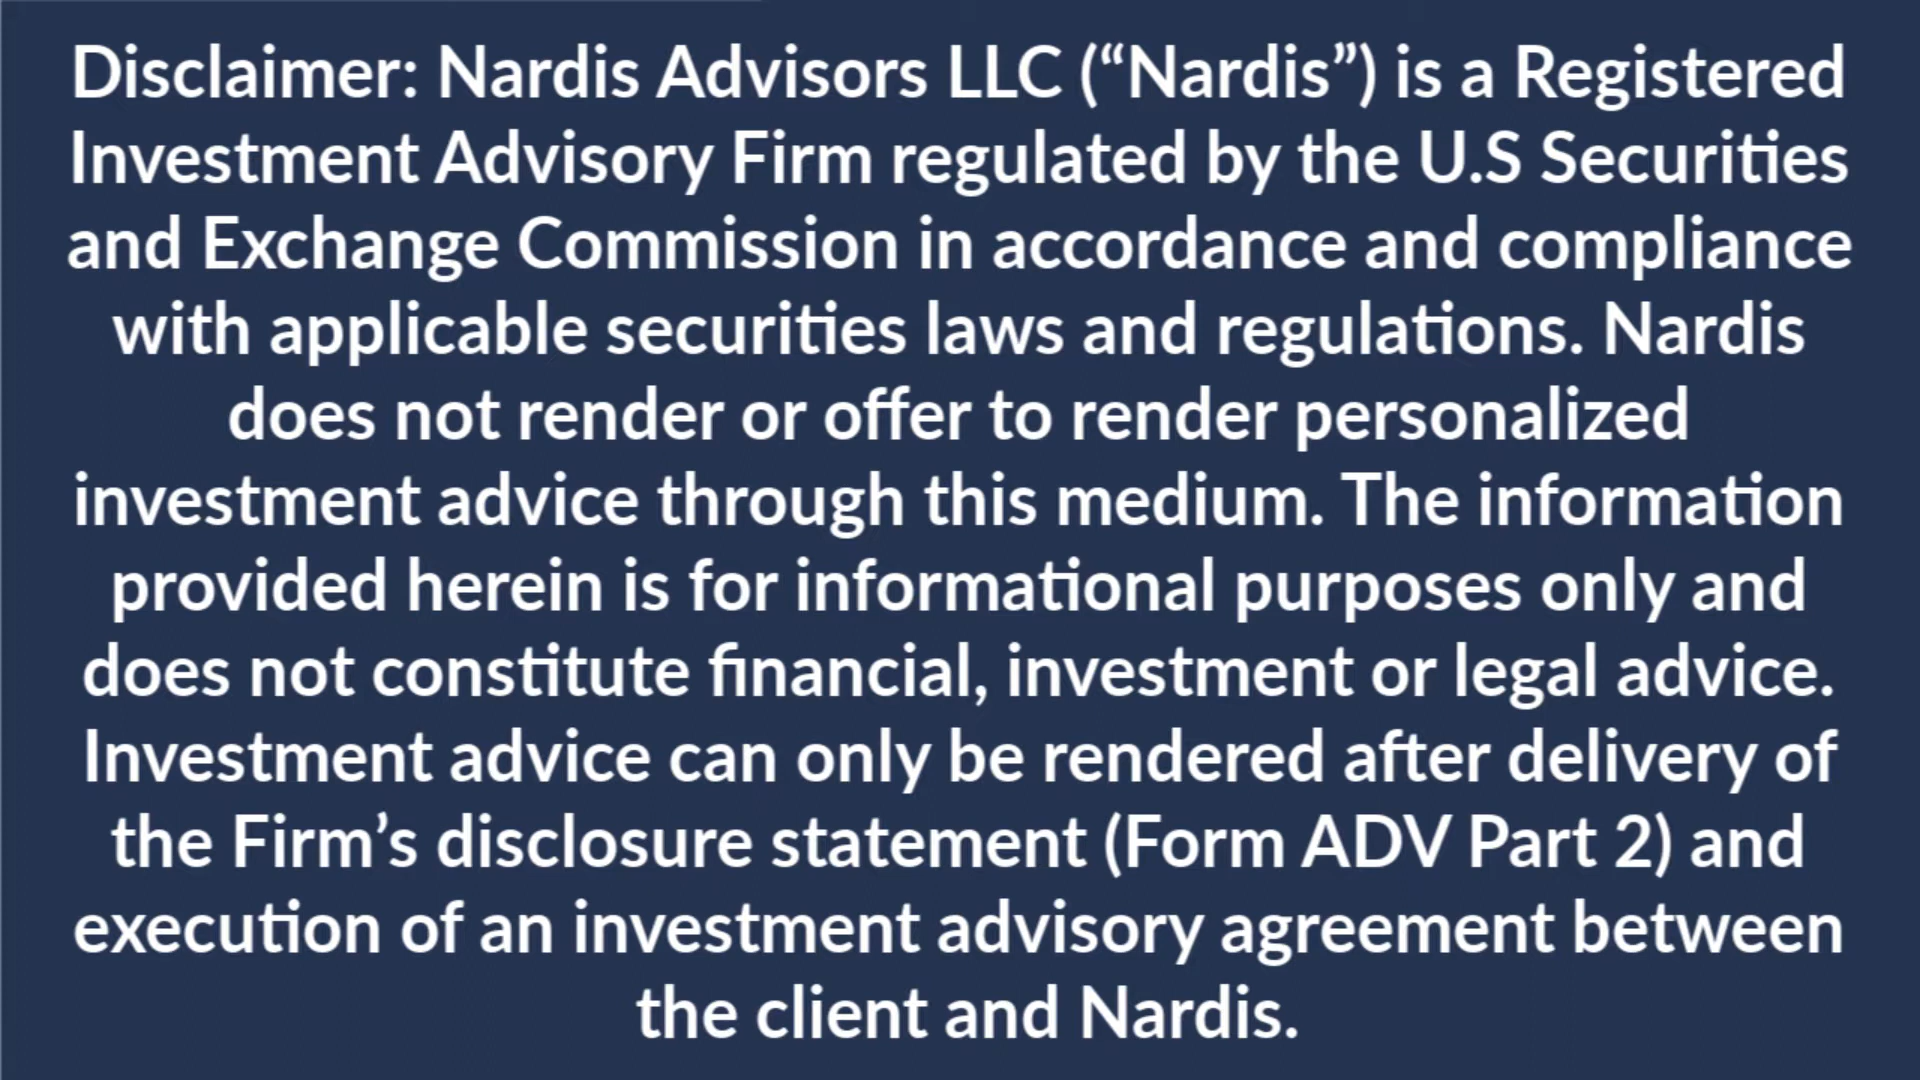 Disclaimer: Nardis Advisors LLC (“Nardis”) is a Registered
Investment Advisory Firm regulated by the U.S Securities
and Exchange Commission in accordance and compliance
with applicable securities laws and regulations. Nardis
does not render or offer to render personalized
investment advice through this medium. The information
provided herein is for informational purposes only and
does not constitute financial, investment or legal advice.
Investment advice can only be rendered after delivery of
the Firm’s disclosure statement (Form ADV Part 2) and
execution of an investment advisory agreement between
the client and Nardis.